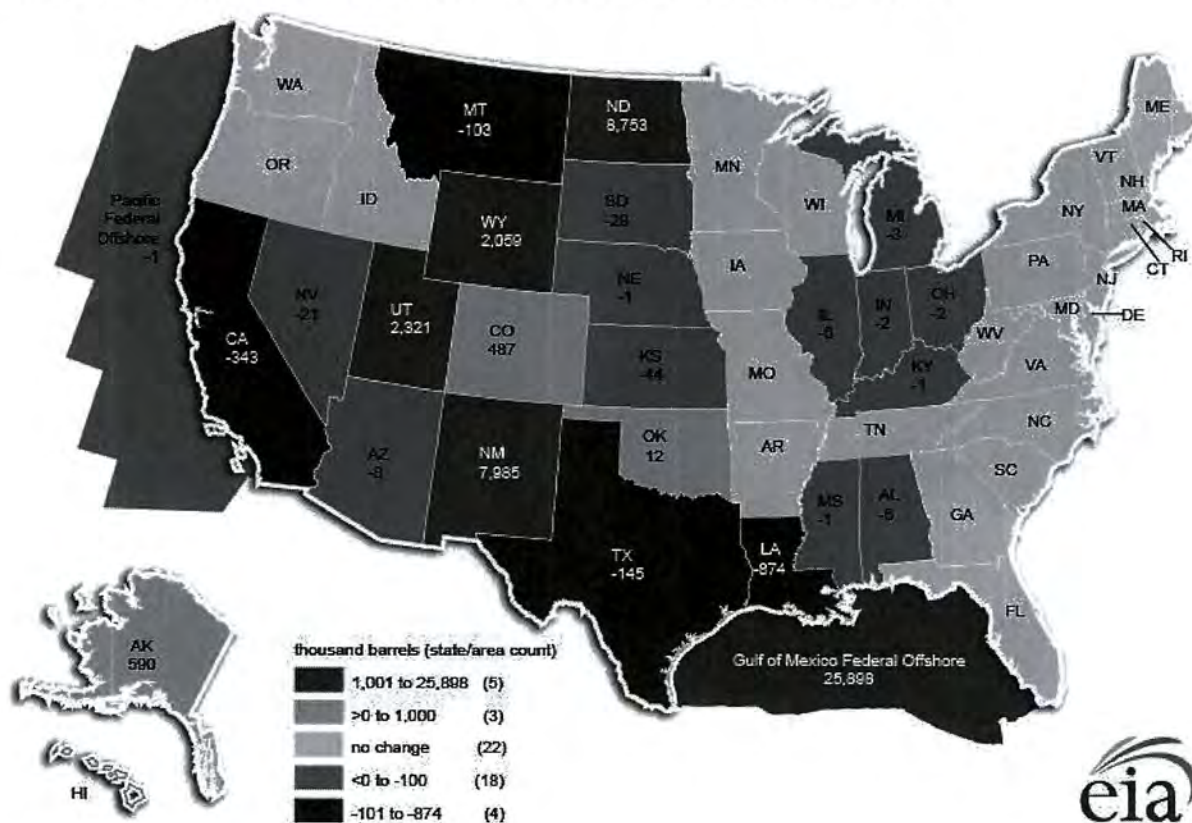 WA
MT
-103
ND
8,753
MN
ME
VT
NH
MA
RI
CT
NY
OR
ID
Pacific
Federal
Offshore
-1
WY
2,059
SD
WI
MI
-3
IA
PA
NJ
MD
DE
NV
-21
UT
2,321
CO
487
NE
-1
IL
IN
-2
OH
-2
WV
VA
CA
-343
KS
-44
MO
KY
-1
NC
TN
AZ
NM
7,985
OK
12
AR
SC
MS
-1
AL
GA
TX
-145
LA
-874
FL
Gulf of Mexico Federal Offshore
25,898
AK
590
HI
thousand barrels (state/area count)
1,001 to 25,898 (5)
>0 to 1,000 (3)
no change (22)
<0 to -100 (18)
-101 to -874 (4)
eia